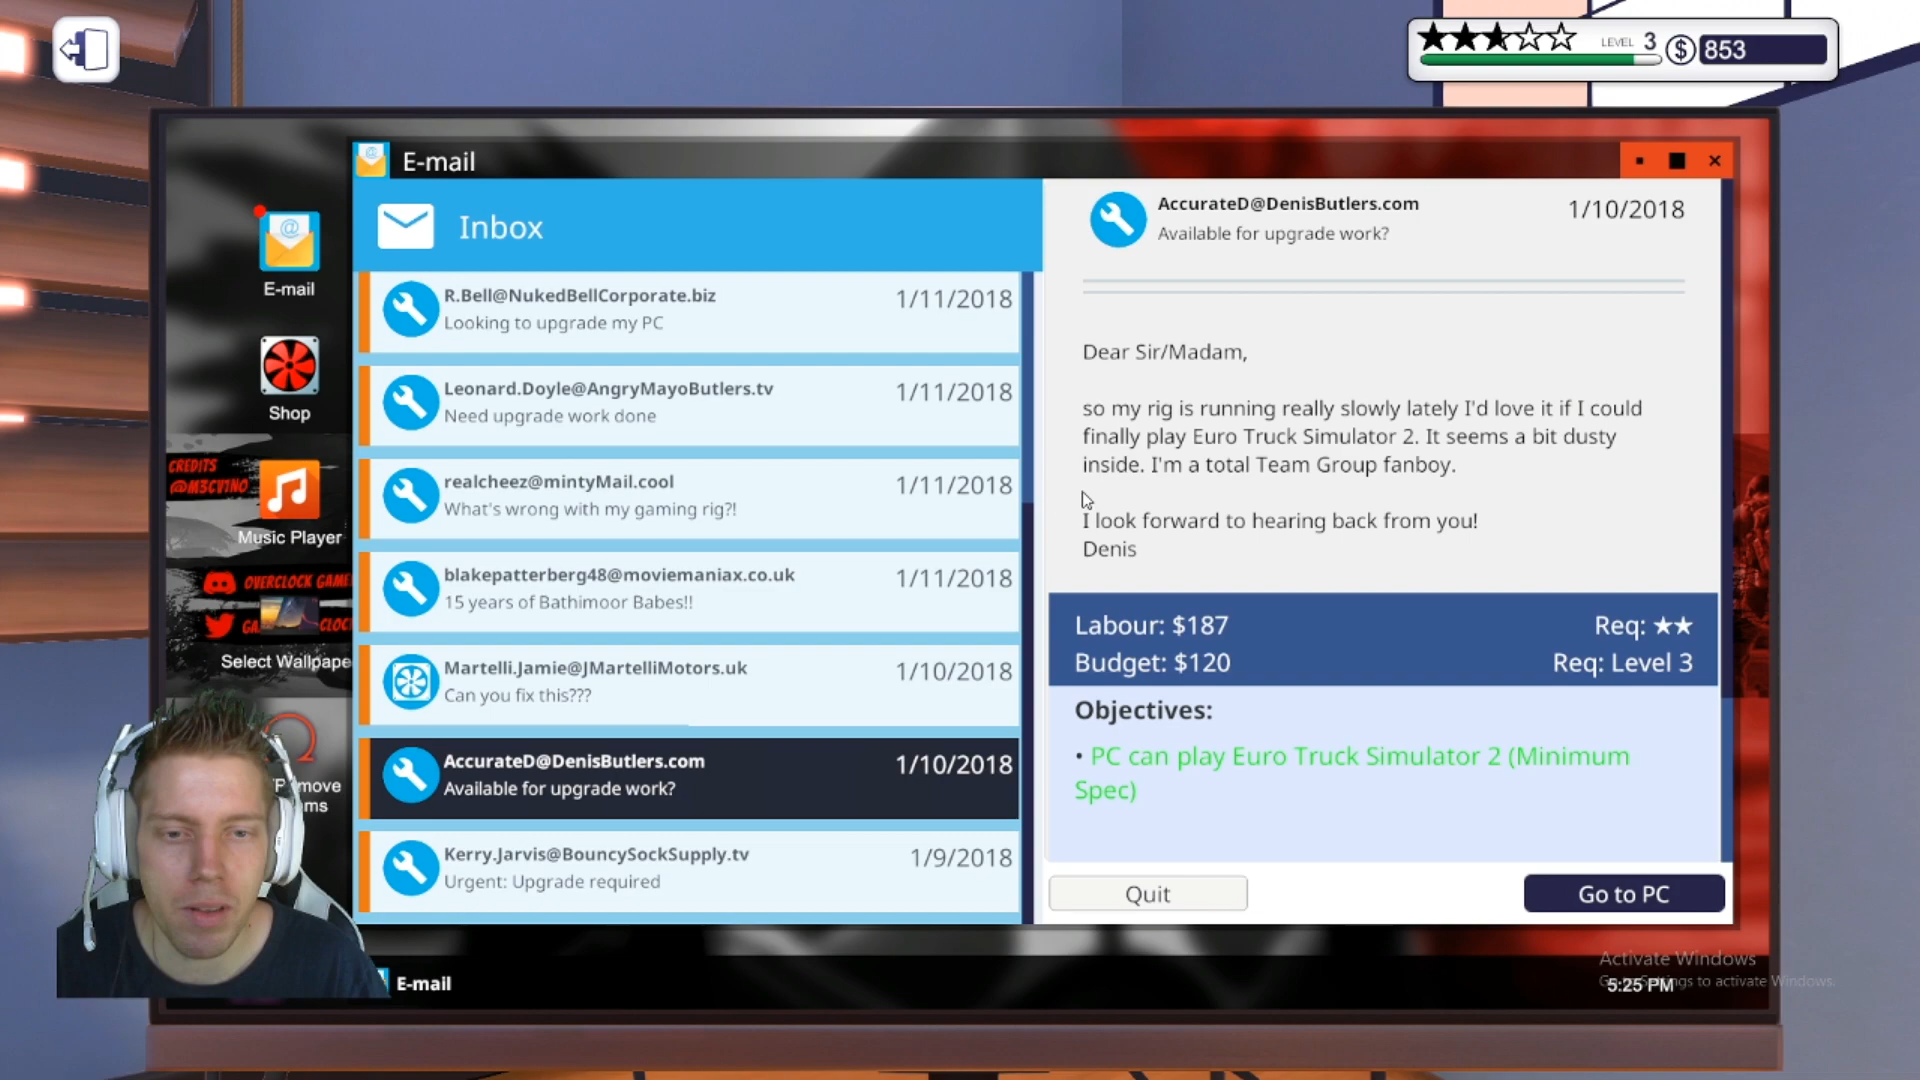 LEVEL 3
$ 853
E-mail
Inbox
E-mail
Shop
CREDITS
@M3CV1NO
Music Player
OVERCLOCK GAME
Select Wallpape
R.Bell@NukedBellCorporate.biz
1/11/2018
Looking to upgrade my PC
Leonard.Doyle@AngryMayoButlers.tv
1/11/2018
Need upgrade work done
realcheez@mintyMail.cool
1/11/2018
What's wrong with my gaming rig?!
blakepatterberg48@moviemaniax.co.uk
1/11/2018
15 years of Bathimoor Babes!!
Martelli.Jamie@JMartelliMotors.uk
1/10/2018
Can you fix this???
AccurateD@DenisButlers.com
1/10/2018
Available for upgrade work?
Kerry.Jarvis@BouncySockSupply.tv
1/9/2018
Urgent: Upgrade required
AccurateD@DenisButlers.com
1/10/2018
Available for upgrade work?
Dear Sir/Madam,
so my rig is running really slowly lately I'd love it if I could
finally play Euro Truck Simulator 2. It seems a bit dusty
inside. I'm a total Team Group fanboy.
I look forward to hearing back from you!
Denis
Labour: $187
Req: ★★
Budget: $120
Req: Level 3
Objectives:
• PC can play Euro Truck Simulator 2 (Minimum
Spec)
Quit
Go to PC
E-mail
Activate Windows
5:25 PM